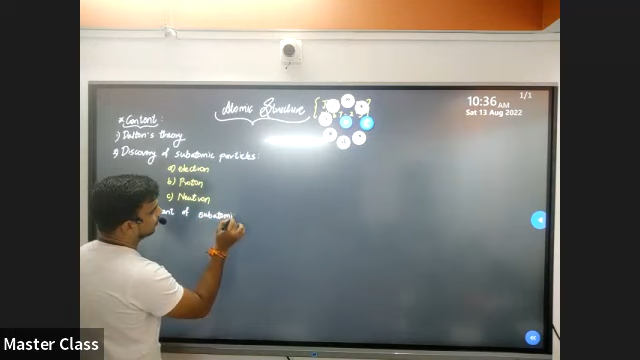 Atomic Structure
10:36 AM
1/1
Sat 13 Aug 2022
* Content :
1) Dalton's theory
2) Discovery of subatomic particles :
a) electron
b) Proton
c) Neutron
of subatomi
Master Class